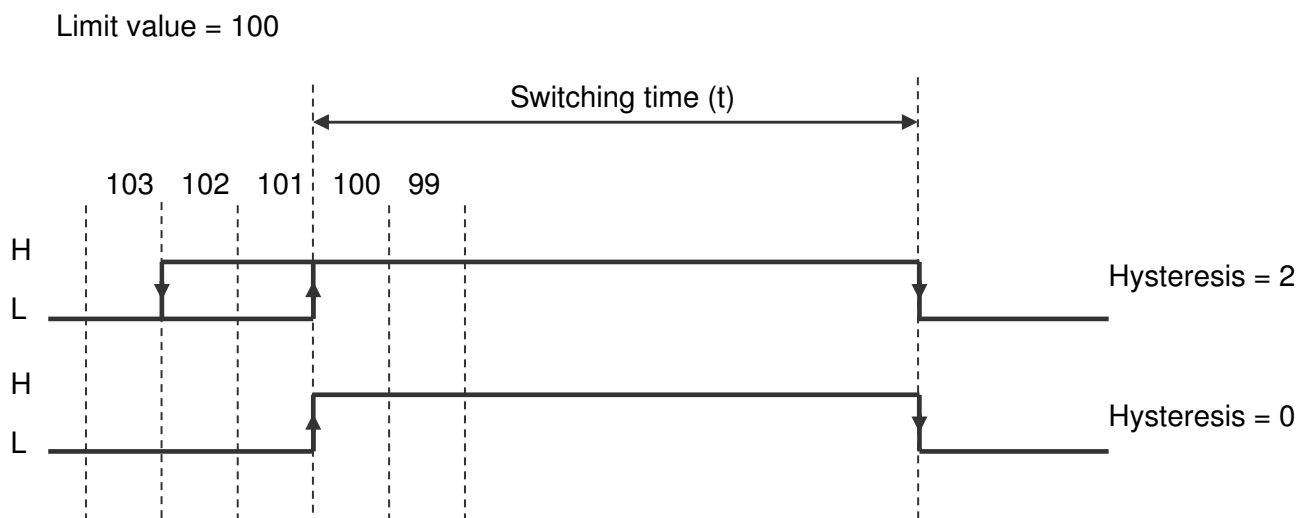 Limit value = 100
Switching time (t)
103 102 101 100 99
H
L
Hysteresis = 2
H
L
Hysteresis = 0